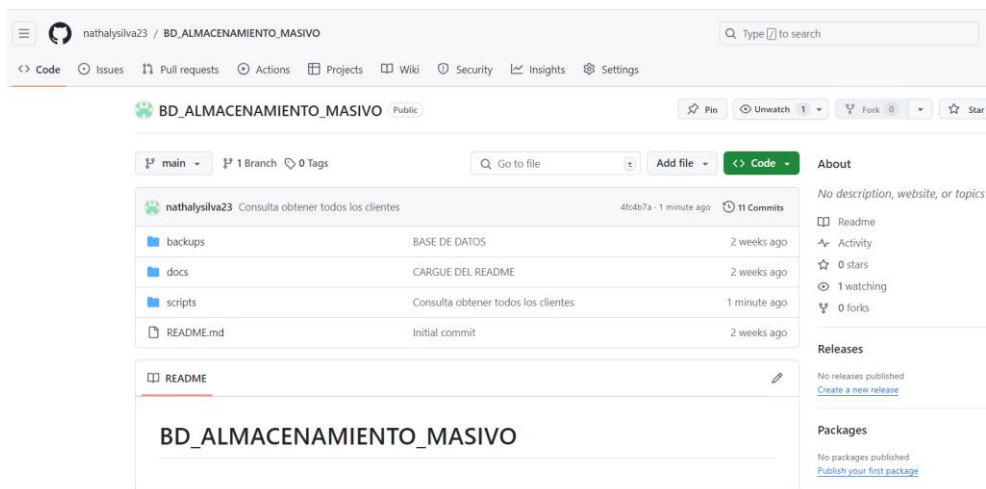 nathalysilva23 / BD_ALMACENAMIENTO_MASIVO
Type / to search
Code Issues Pull requests Actions Projects Wiki Security Insights Settings
BD_ALMACENAMIENTO_MASIVO Public
Pin Unwatch 1 Fork 0 Star
main 1 Branch 0 Tags Go to file t Add file Code
About
No description, website, or topics
nathalysilva23 Consulta obtener todos los clientes 4fc4b7a · 1 minute ago 11 Commits
backups BASE DE DATOS 2 weeks ago
docs CARGUE DEL README 2 weeks ago
scripts Consulta obtener todos los clientes 1 minute ago
README.md Initial commit 2 weeks ago
Readme
Activity
0 stars
1 watching
0 forks
README
BD_ALMACENAMIENTO_MASIVO
Releases
No releases published
Create a new release
Packages
No packages published
Publish your first package